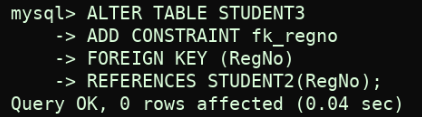 mysql> ALTER TABLE STUDENT3
    -> ADD CONSTRAINT fk_regno
    -> FOREIGN KEY (RegNo)
    -> REFERENCES STUDENT2(RegNo);
Query OK, 0 rows affected (0.04 sec)